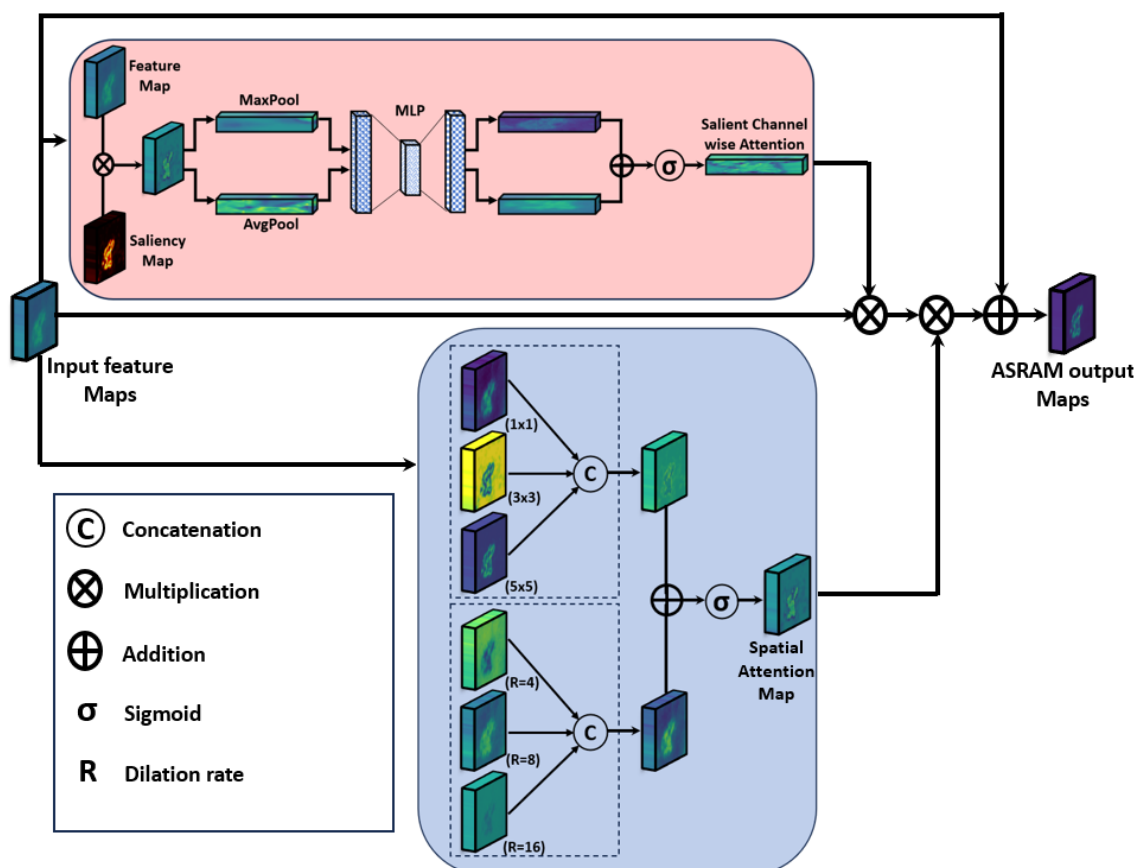 Feature
Map
MaxPool
MLP
Salient Channel
wise Attention
σ
AvgPool
Saliency
Map
Input feature
Maps
ASRAM output
Maps
(1x1)
C
(3x3)
(5x5)
σ
Spatial
Attention
Map
(R=4)
C
(R=8)
(R=16)
C Concatenation
Multiplication
Addition
σ Sigmoid
R Dilation rate